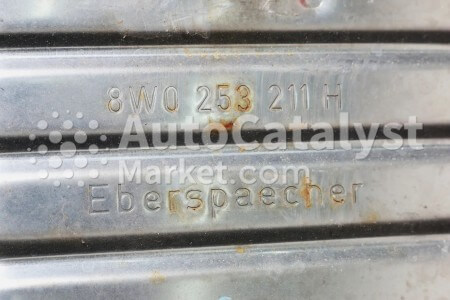 8W0 253 211 H
AutoCatalyst
Market.com
Eberspaecher